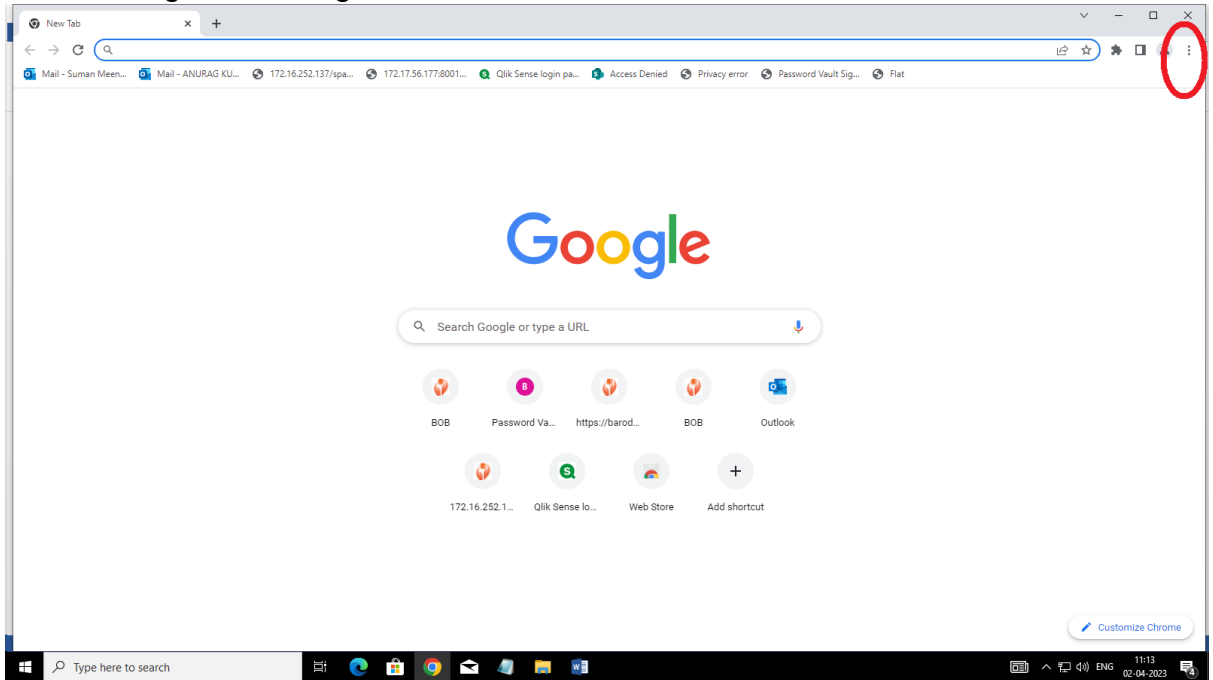 New Tab
Mail - Suman Meen... Mail - ANURAG KU... 172.16.252.137/spa... 172.17.56.177:8001... Qlik Sense login pa... Access Denied Privacy error Password Vault Sig... Flat
Google
Search Google or type a URL
B
BOB Password Va... https://barod... BOB Outlook
172.16.252.1... Qlik Sense lo... Web Store Add shortcut
Customize Chrome
Type here to search
ENG
11:13
02-04-2023
4